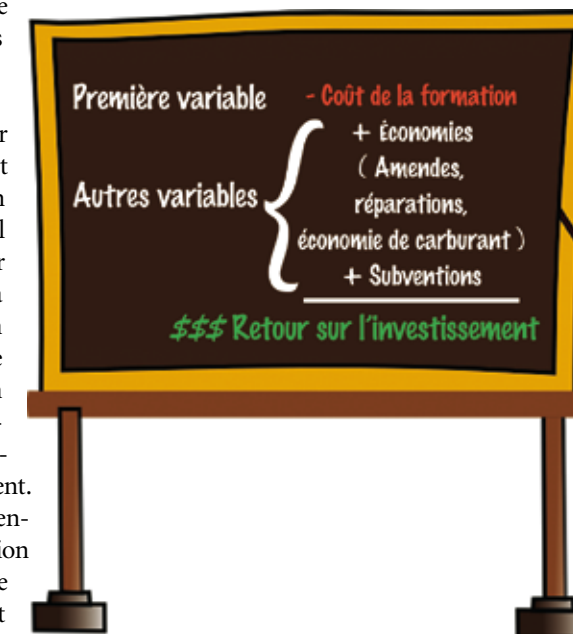 Première variable - Coût de la formation
+ Économies
( Amendes,
Autres variables réparations,
économie de carburant )
+ Subventions
$$$ Retour sur l'investissement